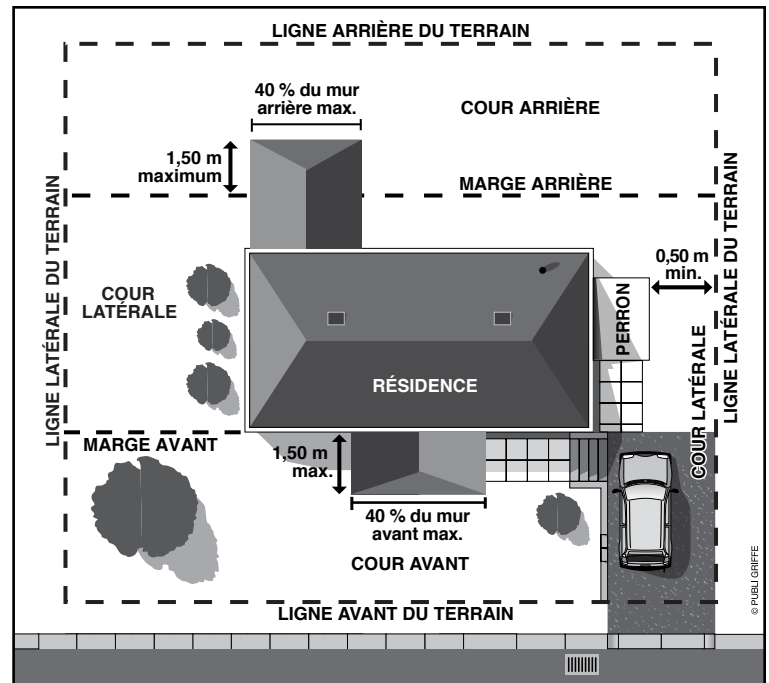 LIGNE ARRIÈRE DU TERRAIN
40 % du mur
arrière max.
COUR ARRIÈRE
1,50 m
maximum
MARGE ARRIÈRE
LIGNE LATÉRALE DU TERRAIN
COUR
LATÉRALE
0,50 m
min.
PERRON
COUR LATÉRALE
LIGNE LATÉRALE DU TERRAIN
RÉSIDENCE
MARGE AVANT
1,50 m
max.
40 % du mur
avant max.
COUR AVANT
LIGNE AVANT DU TERRAIN
© PUBLI GRIFFE